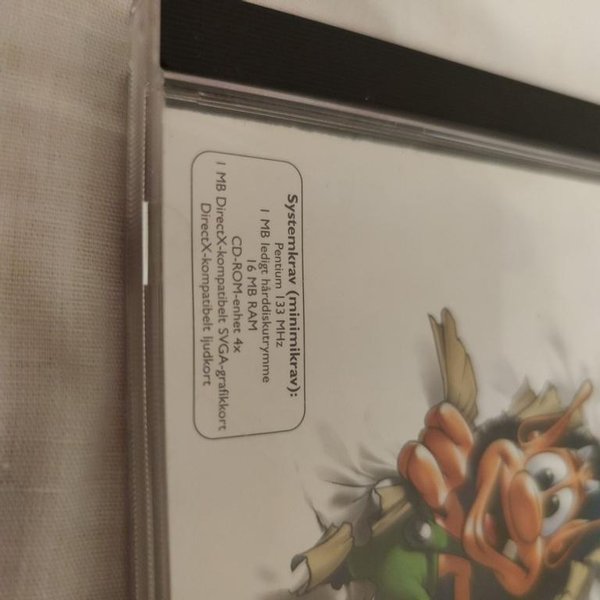 Systemkrav (minimikrav):
Pentium 133 MHz
1 MB ledigt hårddiskutrymme
16 MB RAM
CD-ROM-enhet 4x
1 MB DirectX-kompatibelt SVGA-grafikkort
DirectX-kompatibelt ljudkort